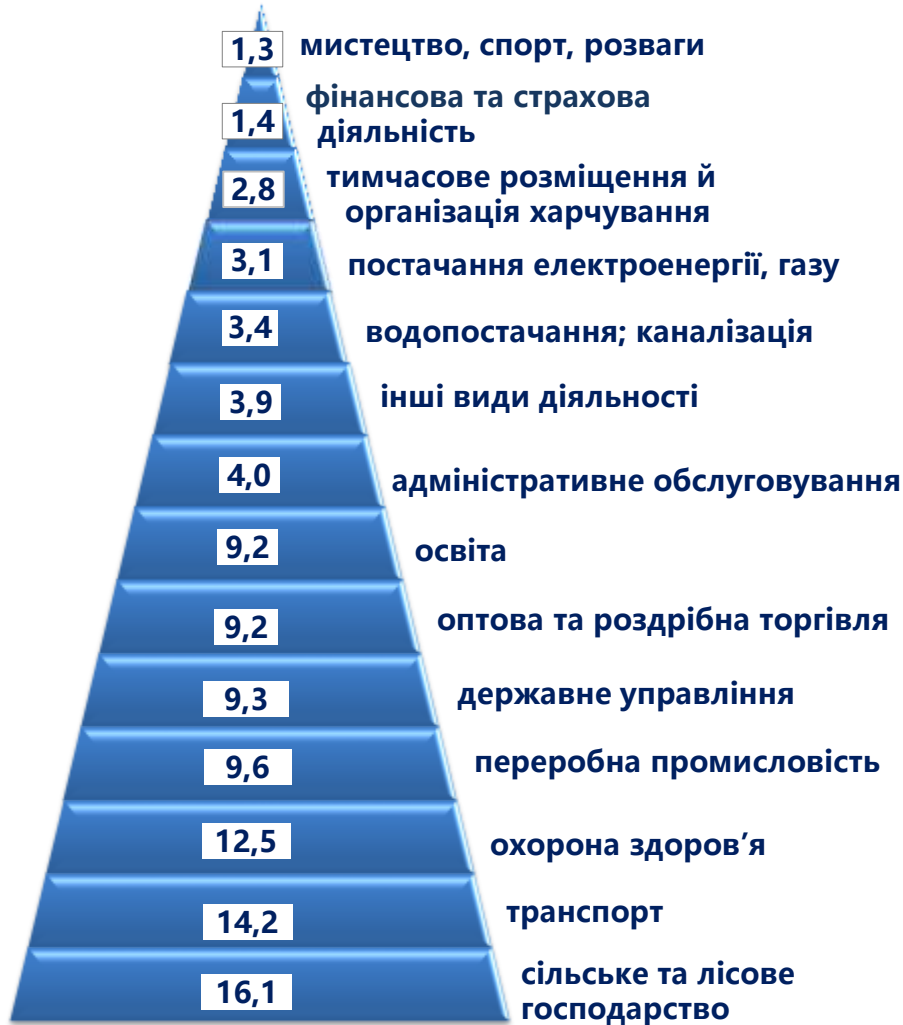 1,3 мистецтво, спорт, розваги
фінансова та страхова
1,4 діяльність
тимчасове розміщення й
2,8
організація харчування
3,1 постачання електроенергії, газу
3,4 водопостачання; каналізація
3,9 інші види діяльності
4,0 адміністративне обслуговування
9,2 освіта
9,2 оптова та роздрібна торгівля
9,3 державне управління
9,6 переробна промисловість
12,5 охорона здоров’я
14,2 транспорт
сільське та лісове
16,1
господарство